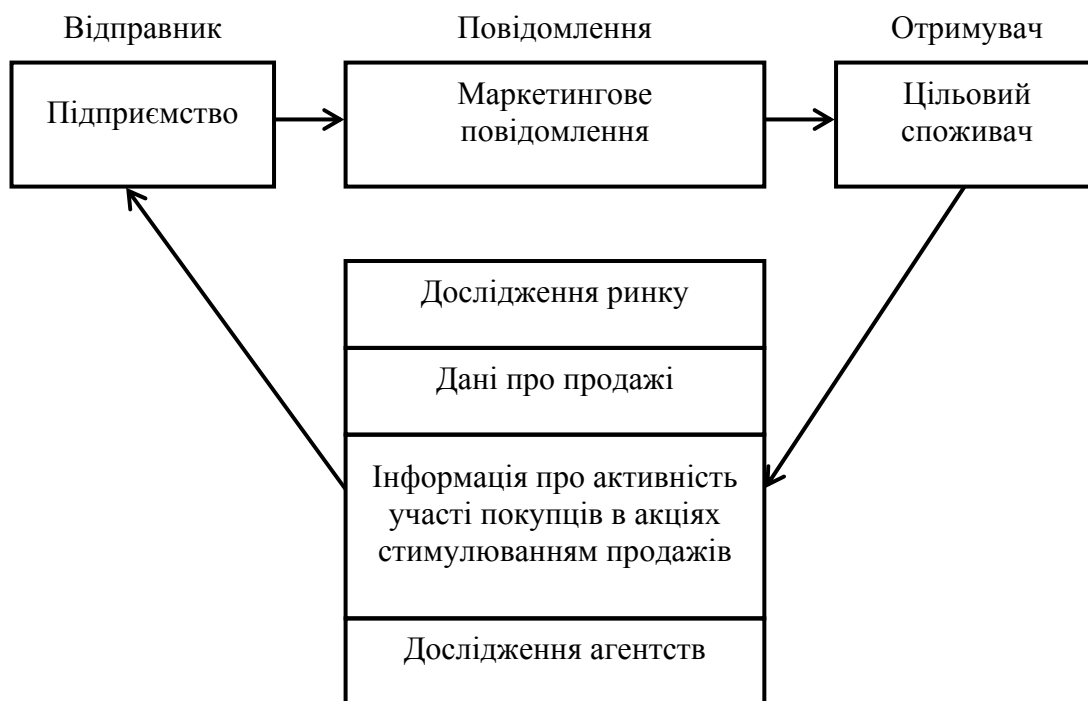 Відправник
Повідомлення
Отримувач
Підприємство
Маркетингове
повідомлення
Цільовий
споживач
Дослідження ринку
Дані про продажі
Інформація про активність
участі покупців в акціях
стимулюванням продажів
Дослідження агентств